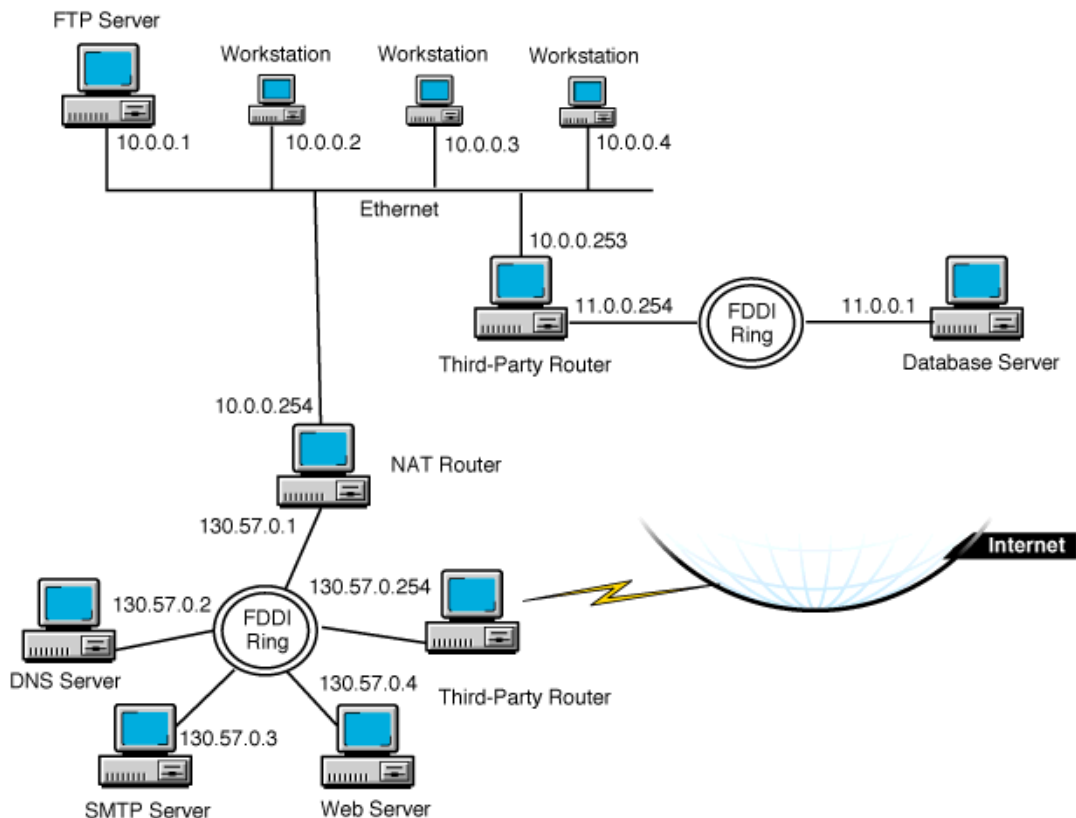 FTP Server
Workstation
Workstation
Workstation
10.0.0.1
10.0.0.2
10.0.0.3
10.0.0.4
Ethernet
10.0.0.253
11.0.0.254
FDDI
Ring
11.0.0.1
Third-Party Router
Database Server
10.0.0.254
NAT Router
130.57.0.1
Internet
130.57.0.2
FDDI
Ring
130.57.0.254
DNS Server
130.57.0.4
Third-Party Router
130.57.0.3
SMTP Server
Web Server